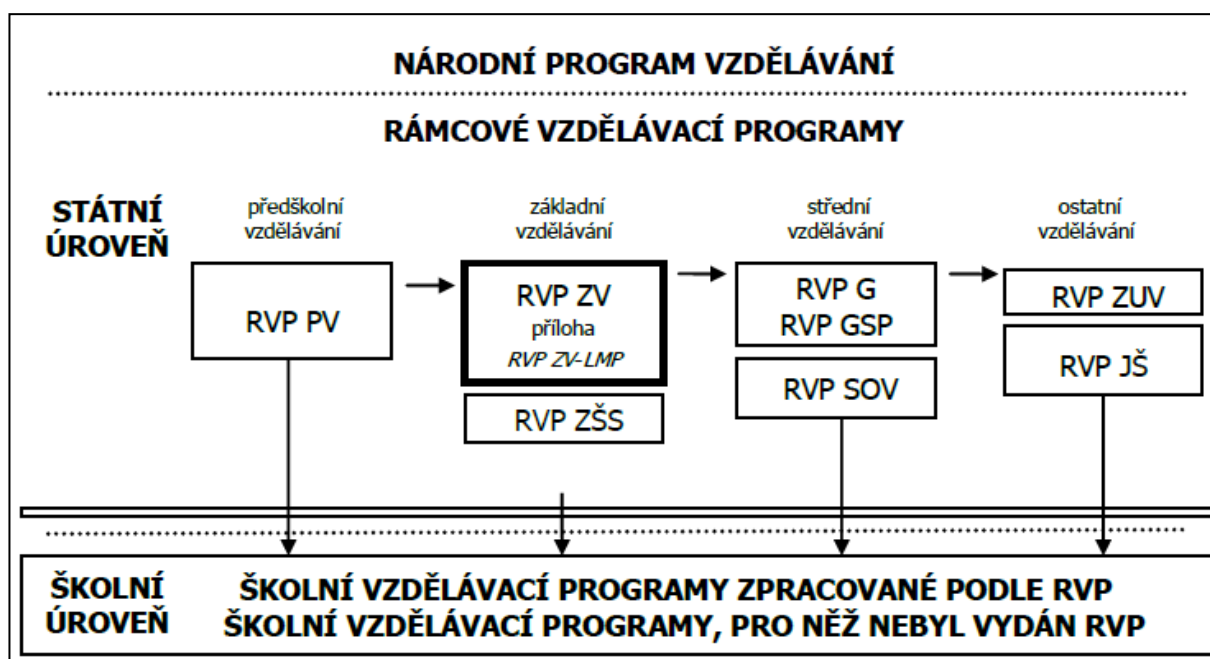 NÁRODNÍ PROGRAM VZDĚLÁVÁNÍ
RÁMCOVÉ VZDĚLÁVACÍ PROGRAMY
STÁTNÍ
ÚROVEŇ
předškolní
vzdělávání
základní
vzdělávání
střední
vzdělávání
ostatní
vzdělávání
RVP PV
RVP ZV
příloha
RVP ZV-LMP
RVP ZŠS
RVP G
RVP GSP
RVP SOV
RVP ZUV
RVP JŠ
ŠKOLNÍ
ÚROVEŇ
ŠKOLNÍ VZDĚLÁVACÍ PROGRAMY ZPRACOVANÉ PODLE RVP
ŠKOLNÍ VZDĚLÁVACÍ PROGRAMY, PRO NĚŽ NEBYL VYDÁN RVP